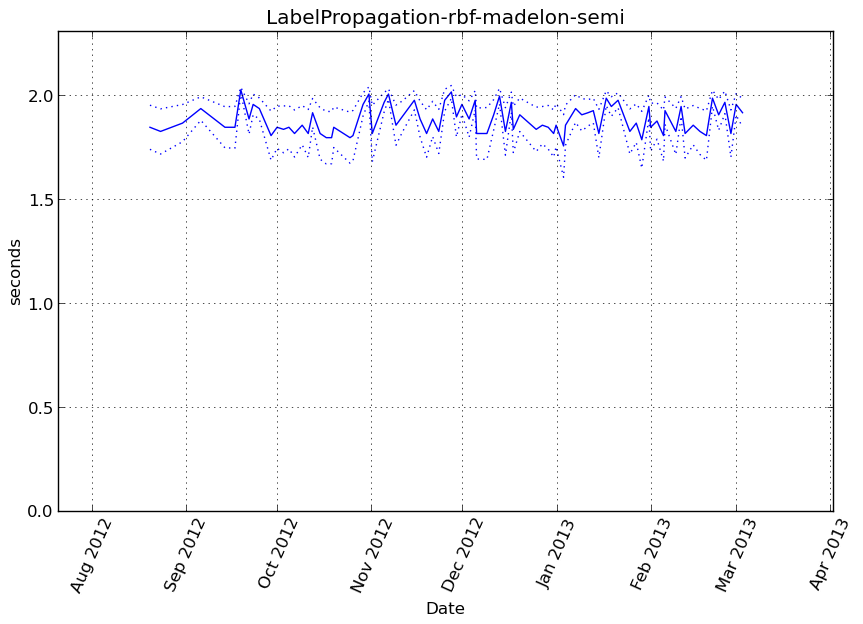 LabelPropagation-rbf-madelon-semi
2.0
1.5
1.0
0.5
0.0
seconds
Aug 2012
Sep 2012
Oct 2012
Nov 2012
Dec 2012
Jan 2013
Feb 2013
Mar 2013
Apr 2013
Date